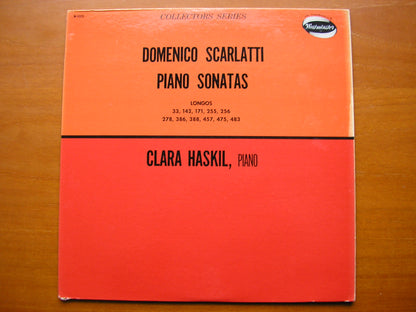 COLLECTORS SERIES
Westminster
DOMENICO SCARLATTI
PIANO SONATAS
LONGOS
33, 142, 171, 255, 256
278, 386, 388, 457, 475, 483
CLARA HASKIL, PIANO